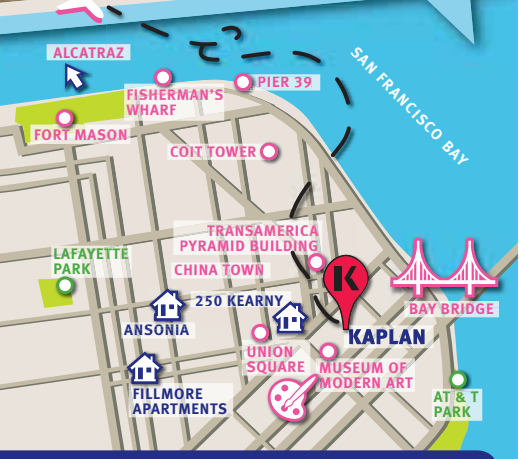 ALCATRAZ
PIER 39
FISHERMAN'S
WHARF
SAN FRANCISCO BAY
FORT MASON
COIT TOWER
TRANSAMERICA
PYRAMID BUILDING
LAFAYETTE
PARK
CHINA TOWN
K
250 KEARNY
BAY BRIDGE
ANSONIA
KAPLAN
UNION
SQUARE
MUSEUM OF
MODERN ART
FILLMORE
APARTMENTS
AT & T
PARK